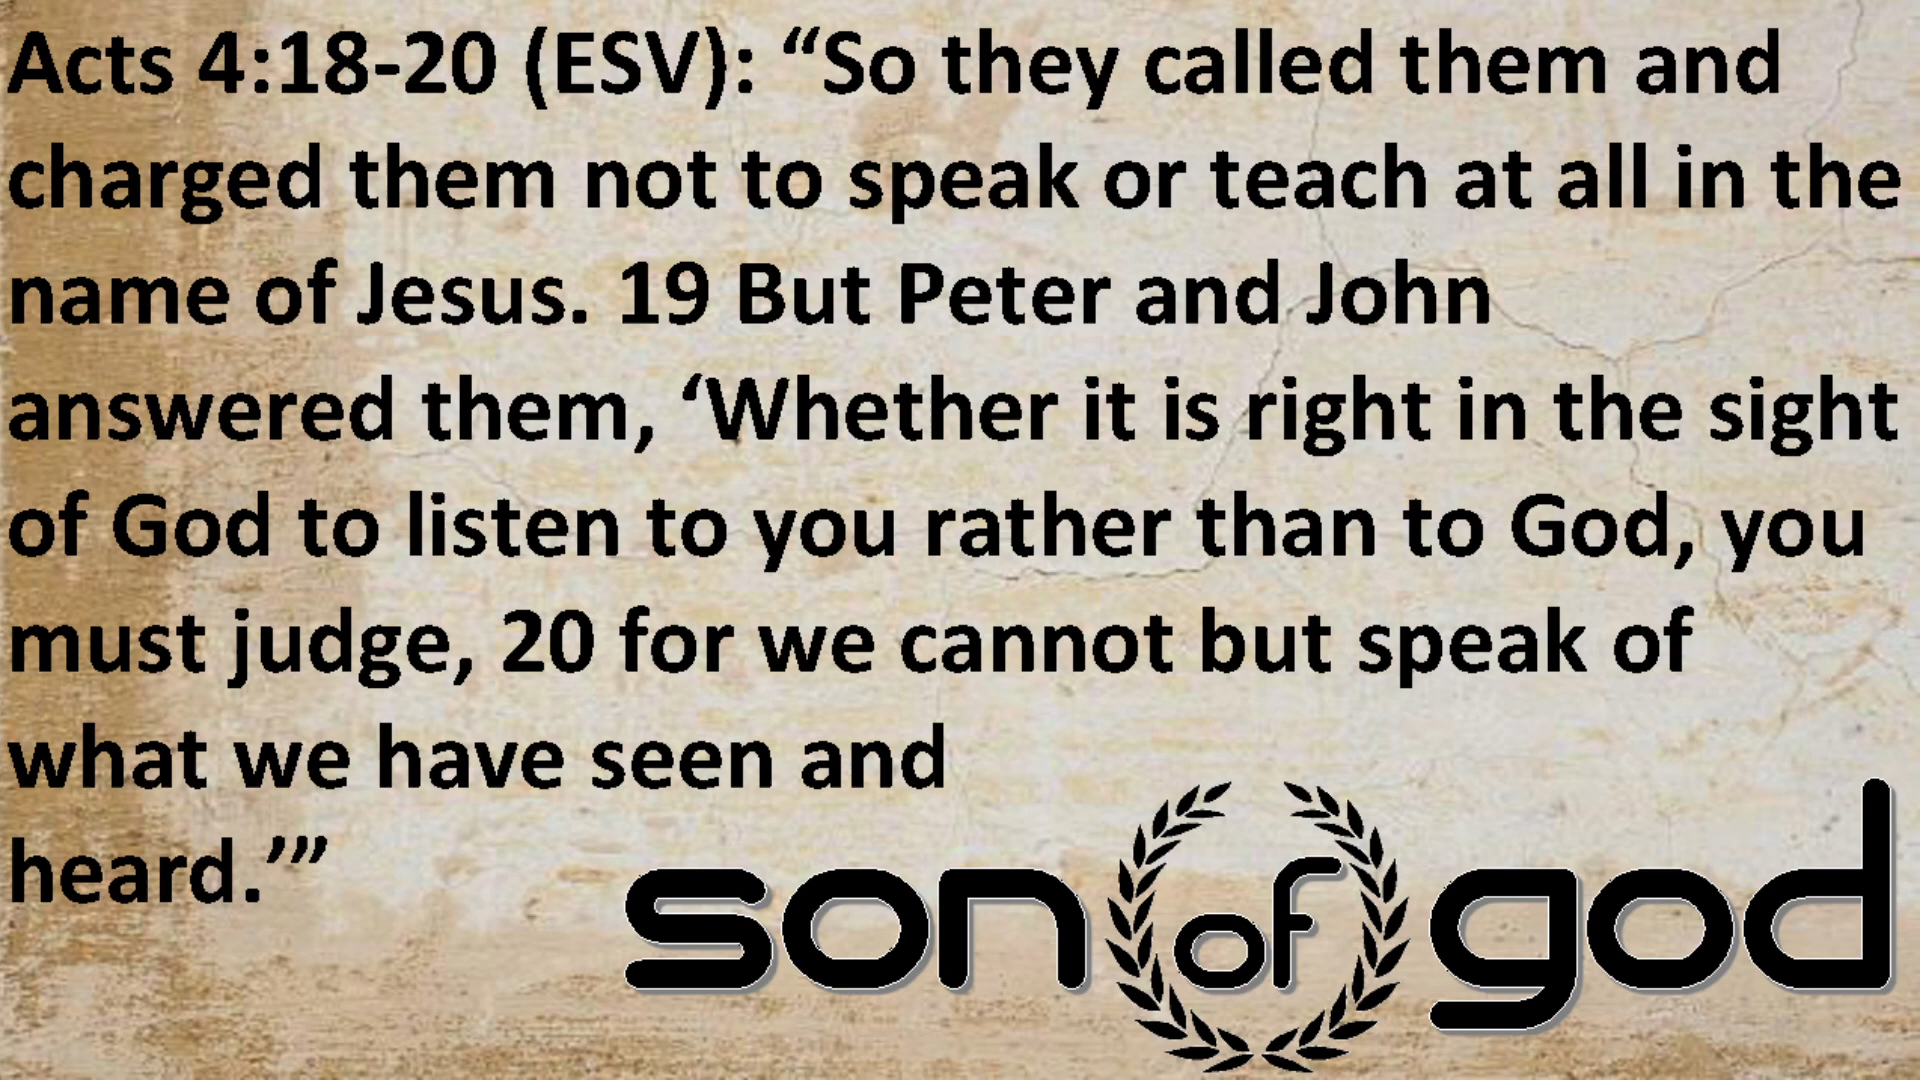 Acts 4:18-20 (ESV): “So they called them and
charged them not to speak or teach at all in the
name of Jesus. 19 But Peter and John
answered them, ‘Whether it is right in the sight
of God to listen to you rather than to God, you
must judge, 20 for we cannot but speak of
what we have seen and
heard.’”
son of god